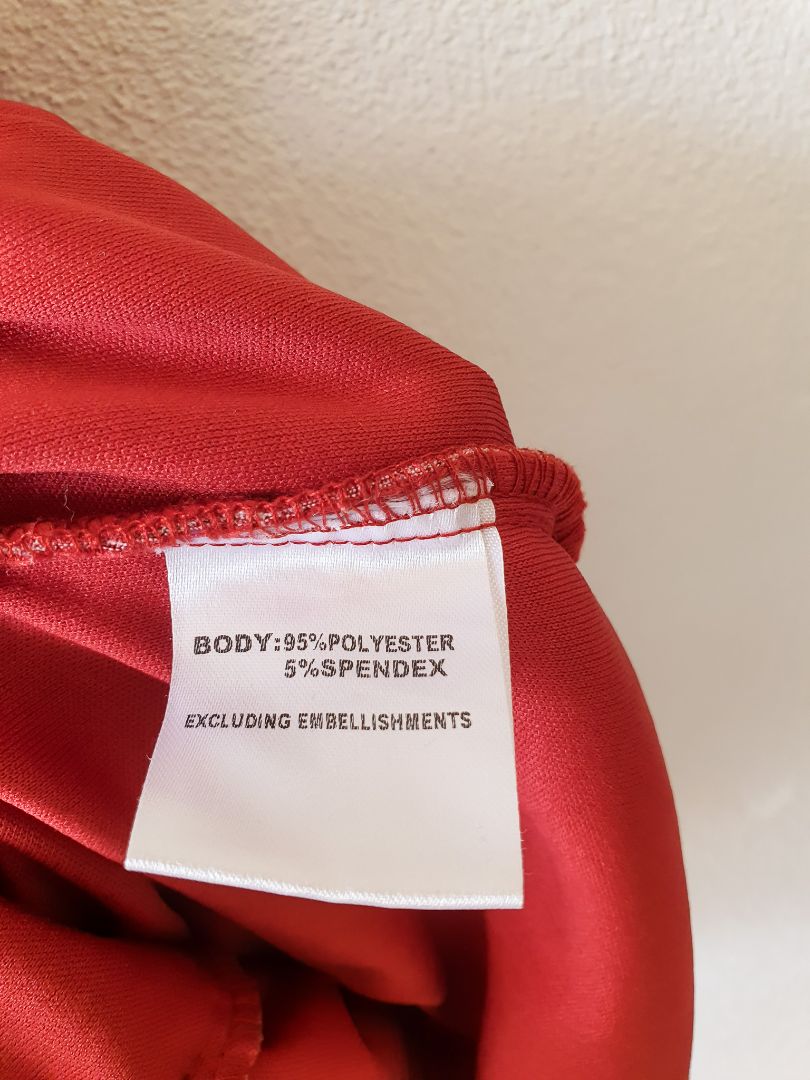 BODY:95%POLYESTER
5%SPENDEX
EXCLUDING EMBELLISHMENTS